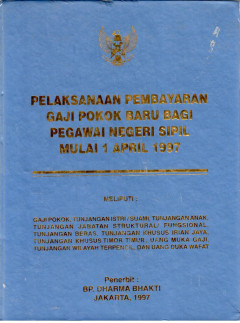 PELAKSANAAN PEMBAYARAN
GAJI POKOK BARU BAGI
PEGAWAI NEGERI SIPIL
MULAI 1 APRIL 1997
MELIPUTI :
GAJI POKOK, TUNJANGAN ISTRI/SUAMI, TUNJANGAN ANAK,
TUNJANGAN JABATAN STRUKTURAL/FUNGSIONAL,
TUNJANGAN BERAS, TUNJANGAN KHUSUS IRIAN JAYA,
TUNJANGAN KHUSUS TIMOR TIMUR, UANG MUKA GAJI,
TUNJANGAN WILAYAH TERPENCIL, DAN UANG DUKA WAFAT
Penerbit :
BP. DHARMA BHAKTI
JAKARTA, 1997